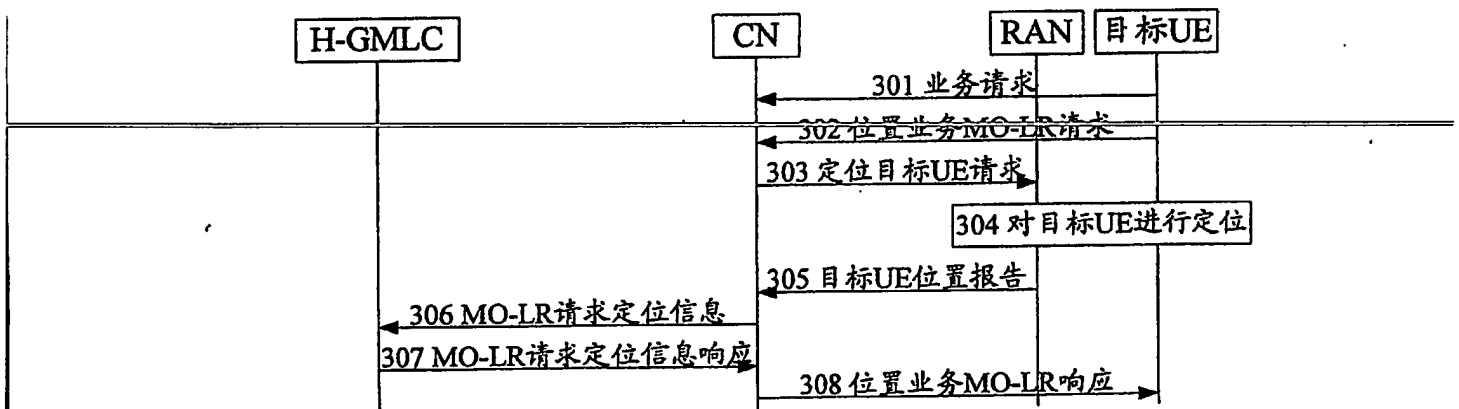 H-GMLC CN RAN 目标UE
301 业务请求
302 位置业务MO-LR请求
303 定位目标UE请求
304 对目标UE进行定位
305 目标UE位置报告
306 MO-LR请求定位信息
307 MO-LR请求定位信息响应
308 位置业务MO-LR响应